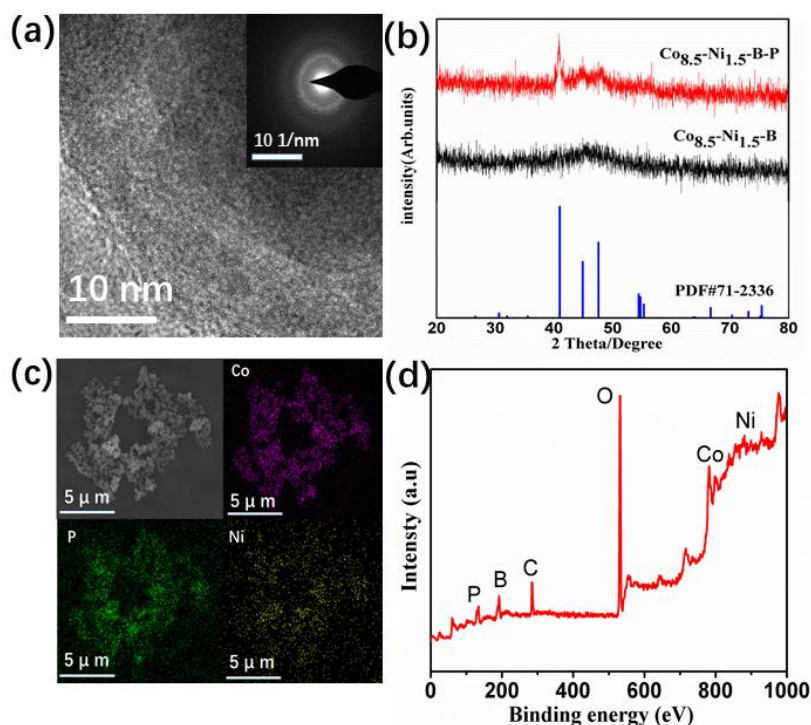 (a)
10 1/nm
10 nm
(b)
Co8.5-Ni1.5-B-P
Co8.5-Ni1.5-B
PDF#71-2336
intensity(Arb.units)
20 30 40 50 60 70 80
2 Theta/Degree
(c)
Co
5 μ m
5 μ m
P
Ni
5 μ m
5 μ m
(d)
O
Ni
Co
C
B
P
Intensty (a.u)
0 200 400 600 800 1000
Binding energy (eV)